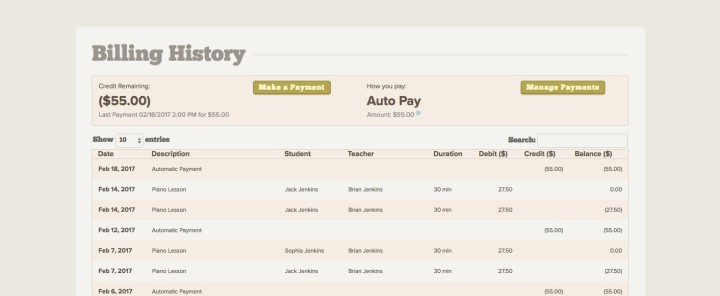 Billing History
Credit Remaining: Make a Payment How you pay: Manage Payments
($55.00) Auto Pay
Last Payment 02/18/2017 2:00 PM for $55.00 Amount: $55.00
Show 10 entries Search:
Date Description Student Teacher Duration Debit ($) Credit ($) Balance ($)
Feb 18, 2017 Automatic Payment (55.00) (55.00)
Feb 14, 2017 Piano Lesson Jack Jenkins Brian Jenkins 30 min 27.50 0.00
Feb 14, 2017 Piano Lesson Jack Jenkins Brian Jenkins 30 min 27.50 (27.50)
Feb 12, 2017 Automatic Payment (55.00) (55.00)
Feb 7, 2017 Piano Lesson Sophia Jenkins Brian Jenkins 30 min 27.50 0.00
Feb 7, 2017 Piano Lesson Jack Jenkins Brian Jenkins 30 min 27.50 (27.50)
Feb 6, 2017 Automatic Payment (55.00) (55.00)